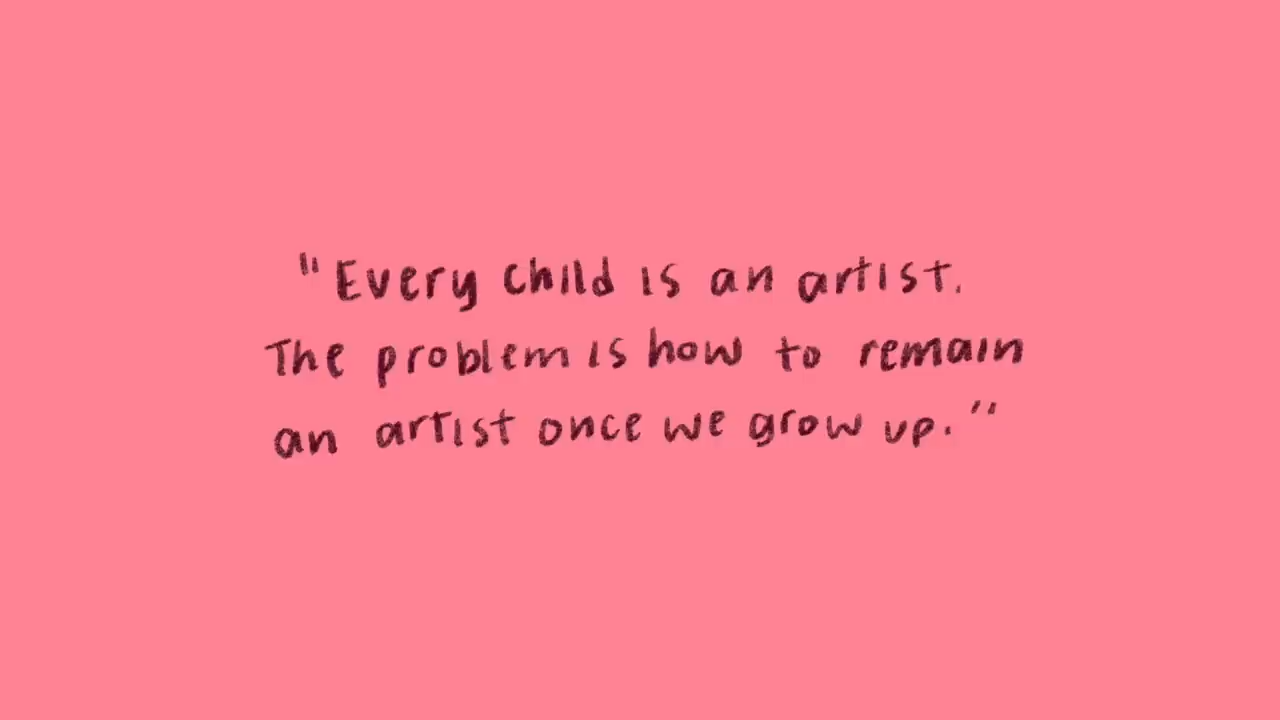 "Every child is an artist.
The problem is how to remain
an artist once we grow up."